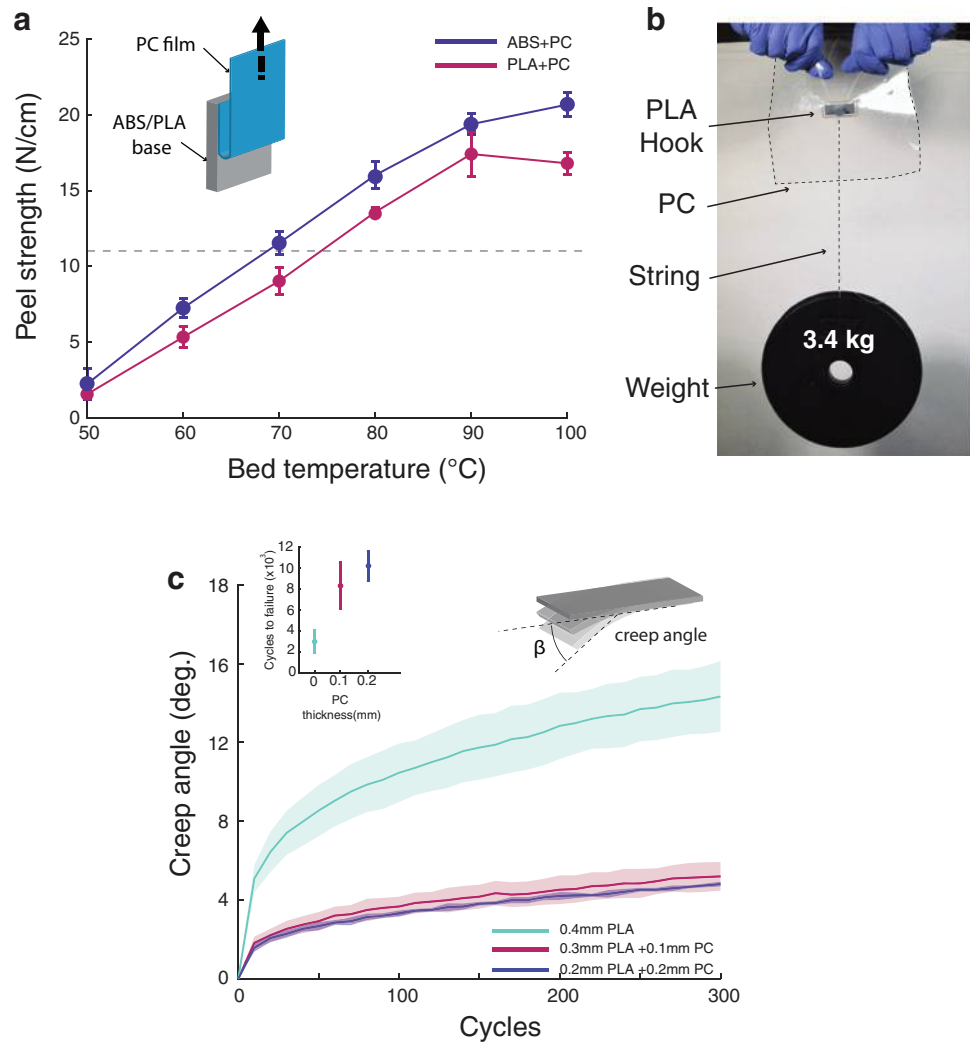 a
PC film
ABS/PLA
base
ABS+PC
PLA+PC
25
20
15
10
5
0
50
60
70
80
90
100
Peel strength (N/cm)
Bed temperature (°C)
b
PLA
Hook
PC
String
Weight
3.4 kg
c
12
10
8
6
4
2
0
Cycles to failure (x10³)
0
0.1
0.2
PC
thickness(mm)
β
creep angle
18
16
12
8
4
0
Creep angle (deg.)
0.4mm PLA
0.3mm PLA +0.1mm PC
0.2mm PLA +0.2mm PC
0
100
200
300
Cycles